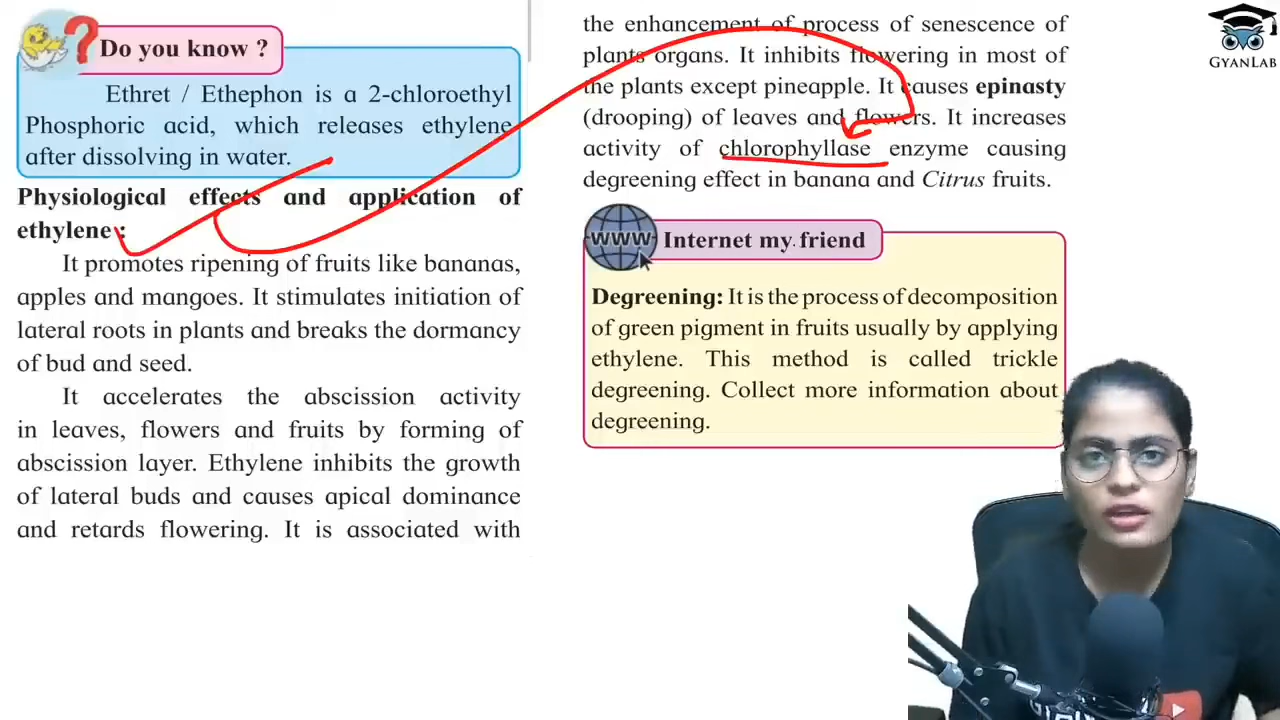 Do you know ?
Ethret / Ethephon is a 2-chloroethyl
Phosphoric acid, which releases ethylene
after dissolving in water.
Physiological effects and application of
ethylene :
It promotes ripening of fruits like bananas,
apples and mangoes. It stimulates initiation of
lateral roots in plants and breaks the dormancy
of bud and seed.
It accelerates the abscission activity
in leaves, flowers and fruits by forming of
abscission layer. Ethylene inhibits the growth
of lateral buds and causes apical dominance
and retards flowering. It is associated with
the enhancement of process of senescence of
plants organs. It inhibits flowering in most of
the plants except pineapple. It causes epinasty
(drooping) of leaves and flowers. It increases
activity of chlorophyllase enzyme causing
degreening effect in banana and Citrus fruits.
www Internet my friend
Degreening: It is the process of decomposition
of green pigment in fruits usually by applying
ethylene. This method is called trickle
degreening. Collect more information about
degreening.
GYANLAB